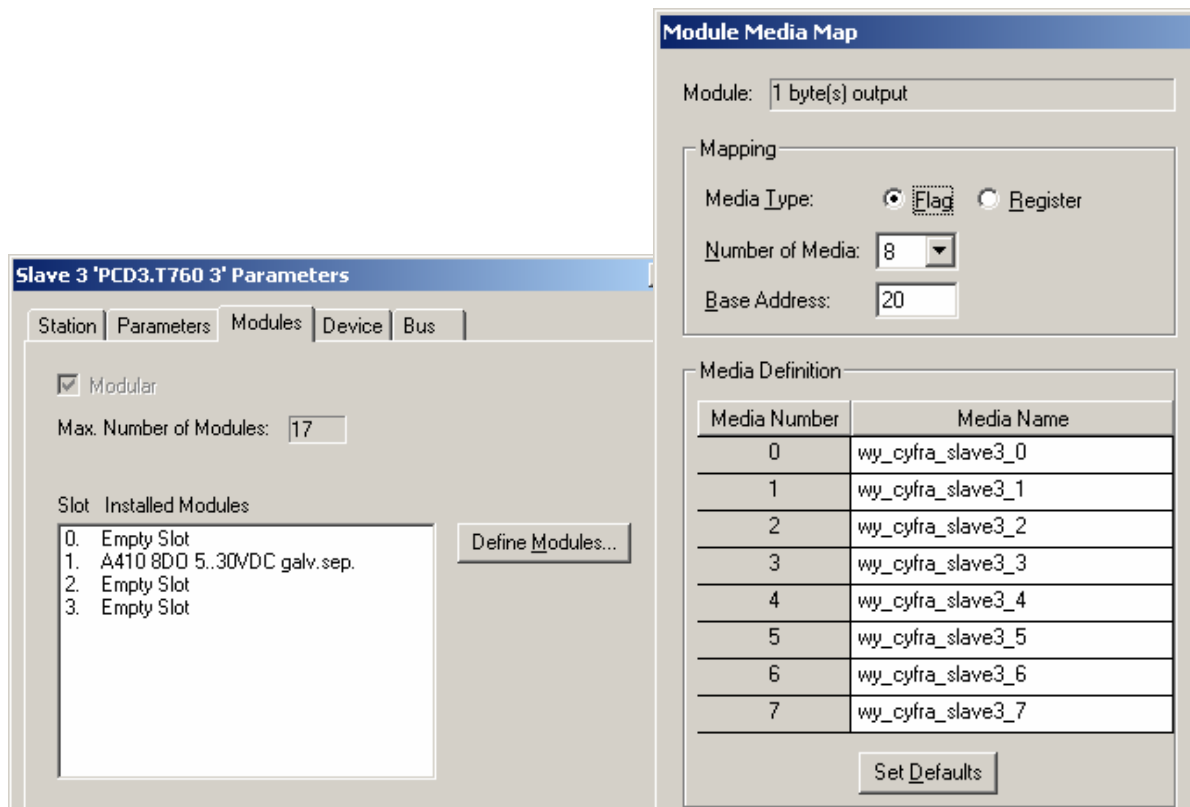 Slave 3 'PCD3.T760 3' Parameters
Station Parameters Modules Device Bus
Modular
Max. Number of Modules: 17
Slot Installed Modules
0. Empty Slot
1. A410 8DO 5..30VDC galv.sep.
2. Empty Slot
3. Empty Slot
Define Modules...
Module Media Map
Module: 1 byte(s) output
Mapping
Media Type: Flag Register
Number of Media: 8
Base Address: 20
Media Definition
Media Number Media Name
0 wy_cyfra_slave3_0
1 wy_cyfra_slave3_1
2 wy_cyfra_slave3_2
3 wy_cyfra_slave3_3
4 wy_cyfra_slave3_4
5 wy_cyfra_slave3_5
6 wy_cyfra_slave3_6
7 wy_cyfra_slave3_7
Set Defaults